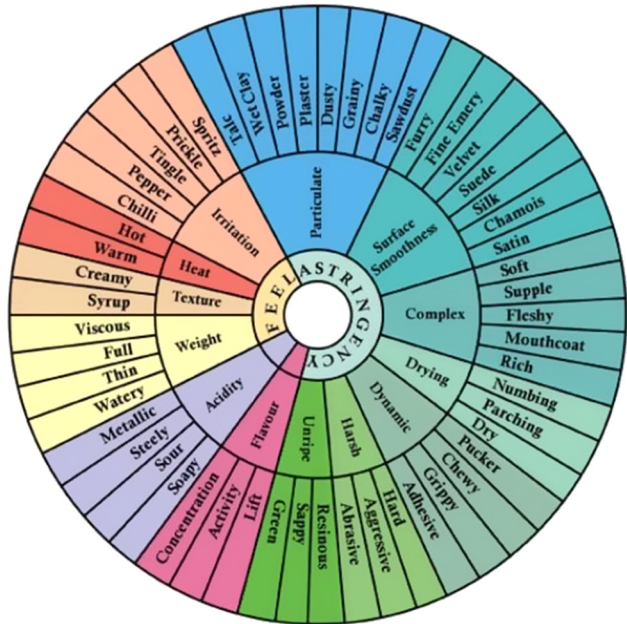 FEEL
ASTRINGENCY
Particulate
Talc
Wet Clay
Powder
Plaster
Dusty
Grainy
Chalky
Sawdust
Surface
Smoothness
Furry
Fine Emery
Velvet
Suede
Silk
Chamois
Satin
Complex
Soft
Supple
Fleshy
Mouthcoat
Rich
Drying
Numbing
Parching
Dry
Dynamic
Pucker
Chewy
Grippy
Adhesive
Harsh
Hard
Aggressive
Abrasive
Unripe
Resinous
Sappy
Green
Flavour
Lift
Activity
Concentration
Acidity
Soapy
Sour
Steely
Metallic
Weight
Watery
Thin
Full
Viscous
Texture
Syrup
Creamy
Heat
Warm
Hot
Irritation
Chilli
Pepper
Tingle
Prickle
Spritz